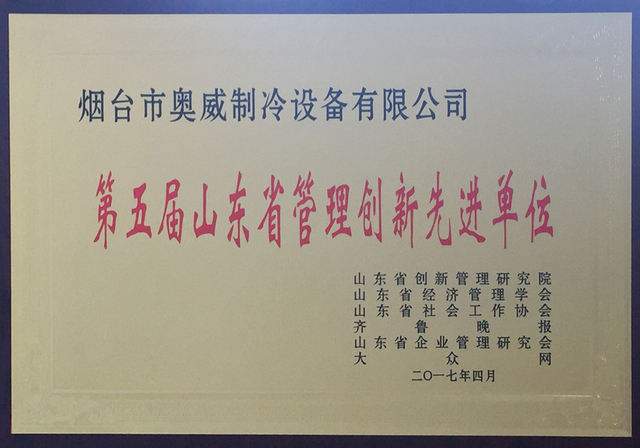 烟台市奥威制冷设备有限公司
第五届山东省管理创新先进单位
山东省创新管理研究院
山东省经济管理学会
山东省社会工作协会
齐鲁晚报
山东省企业管理研究会
大众网
二〇一七年四月